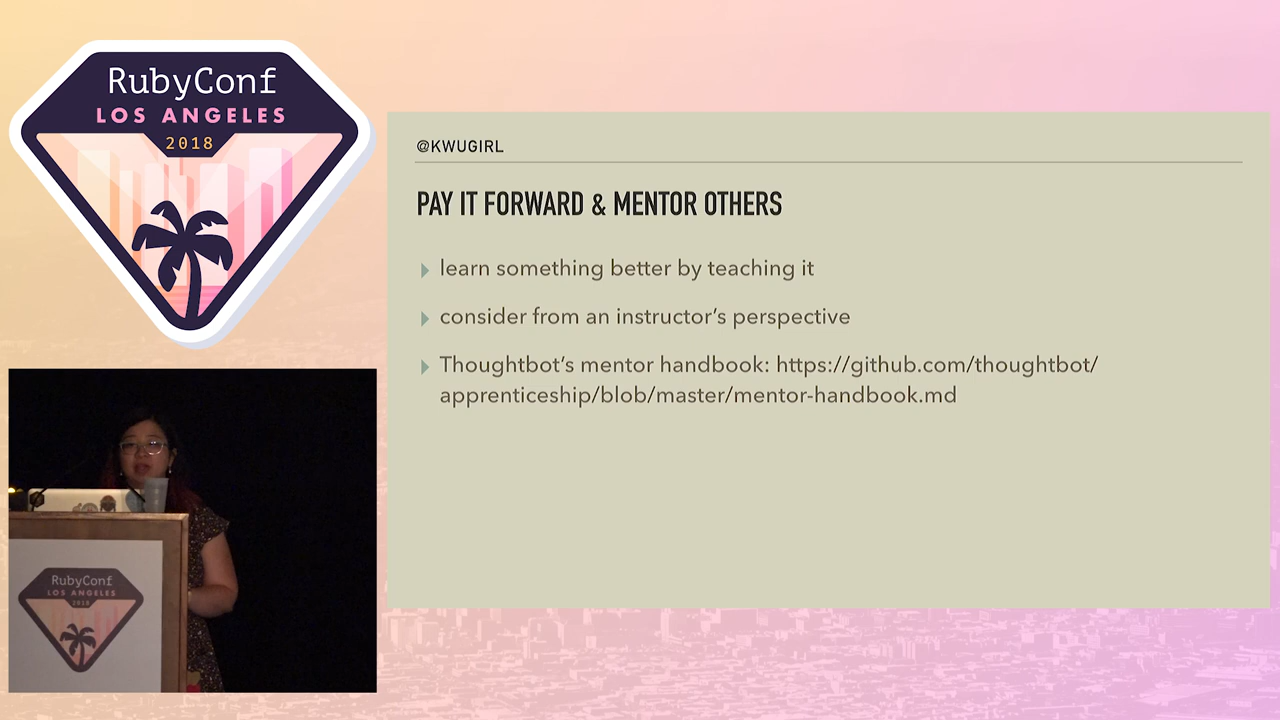 RubyConf
LOS ANGELES
2018
@KWUGIRL
PAY IT FORWARD & MENTOR OTHERS
learn something better by teaching it
consider from an instructor's perspective
Thoughtbot's mentor handbook: https://github.com/thoughtbot/
apprenticeship/blob/master/mentor-handbook.md
RubyConf
LOS ANGELES
2018